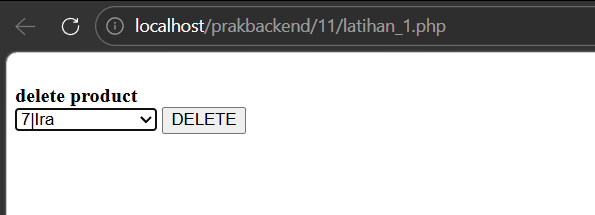 localhost/prakbackend/11/latihan_1.php
delete product
7|Ira DELETE